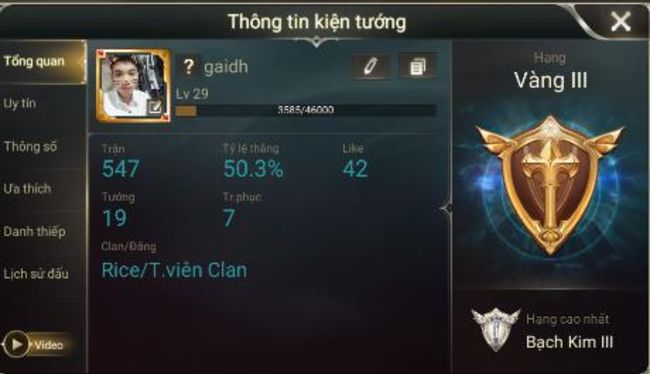 Thông tin kiện tướng
Tổng quan
Uy tín
Thông số
Ưa thích
Danh thiếp
Lịch sử đấu
Video
? gaidh
Lv 29
3585/46000
Trận
Tỷ lệ thắng
Like
547
50.3%
42
Tướng
Tr.phục
19
7
Clan/Đảng
Rice/T.viên Clan
Hạng
Vàng III
Hạng cao nhất
Bạch Kim III